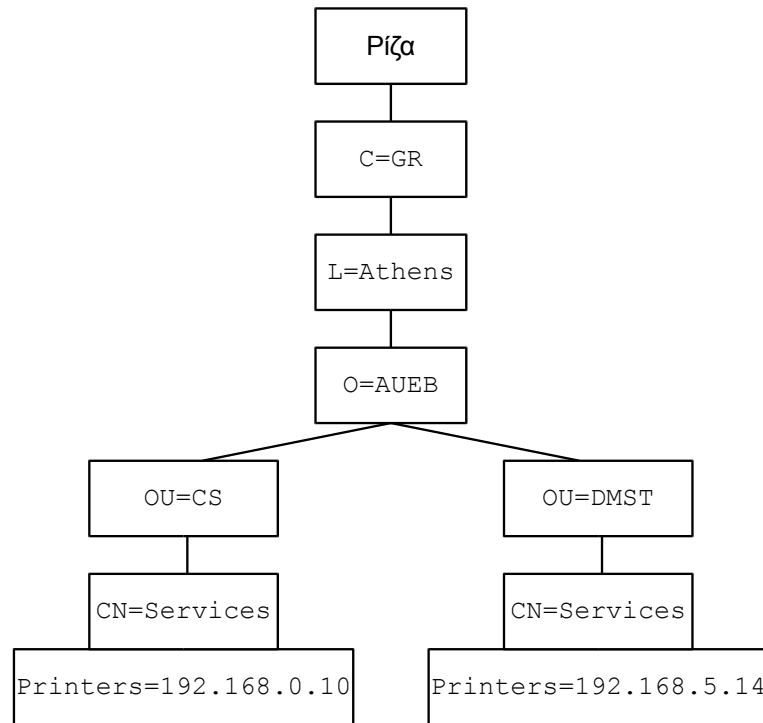 Ρίζα
C=GR
L=Athens
O=AUEB
OU=CS
OU=DMST
CN=Services
CN=Services
Printers=192.168.0.10
Printers=192.168.5.14